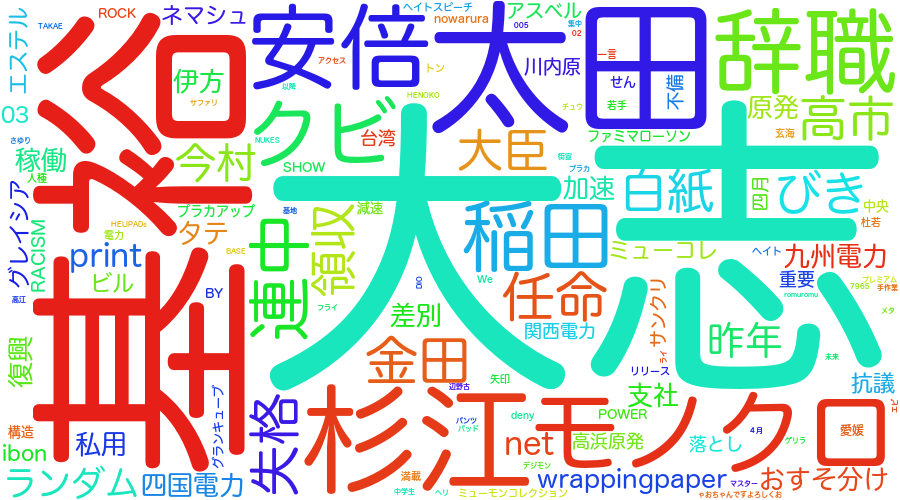 ROCK
ネマシュ
ヘイトスピーチ
アスベル
TAKAE
nowarura
005
集中
02
エステル
松
口
安倍
太田
辞職
伊方
アクセス
トン
川内原
一言
せん
不備
サファリ
以降
HENOKO
チュウ
若手
原発
高市
03
クビ
台湾
玄海
さゆり
NUKES
大臣
ファミマローソン
稼働
今村
SHOW
街宣
プラカ
人種
大志
加速
白紙
四月
びき
中央
グレイシア
プラカアップ
基地
領収
減速
稲田
杜若
HELIPADs
電力
タテ
連中
ミューコレ
RACISM
print
BASE
ヘイト
九州電力
ビル
DIO
We
任命
重要
プレミアム
7965
手作業
BY
サンクリ
romuromu
高江
フライ
差別
関西電力
メタ
昨年
復興
基
金田
ライ
未来
矢印
リリース
辺野古
支社
抗議
グランキューブ
失格
杉江
モノクロ
口
エビ
パンツ
バッド
deny
POWER
4月
愛媛
構造
私用
net
高浜原発
落とし
ゲリラ
ibon
デジモン
満載
ランダム
四国電力
wrappingpaper
マスター
おすそ分け
中学生
ヘリ
ミューモンコレクション
ゃおちゃんですよろしくお